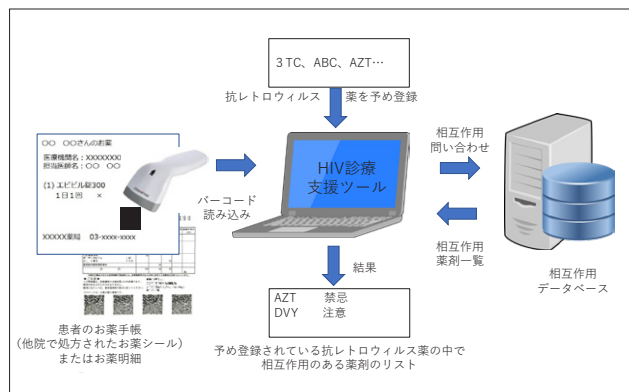 3TC、ABC、AZT…
抗レトロウィルス 薬を予め登録
〇〇 〇〇さんのお薬
医療機関名：XXXXXXX
担当医師名：〇〇 〇〇
(1) エピビル錠300
1日1回 ×
XXXXX薬局 03-xxxx-xxxx
バーコード
読み込み
HIV診療
支援ツール
相互作用
問い合わせ
相互作用
薬剤一覧
相互作用
データベース
結果
AZT 禁忌
DVY 注意
患者のお薬手帳
(他院で処方されたお薬シール)
またはお薬明細
予め登録されている抗レトロウィルス薬の中で
相互作用のある薬剤のリスト